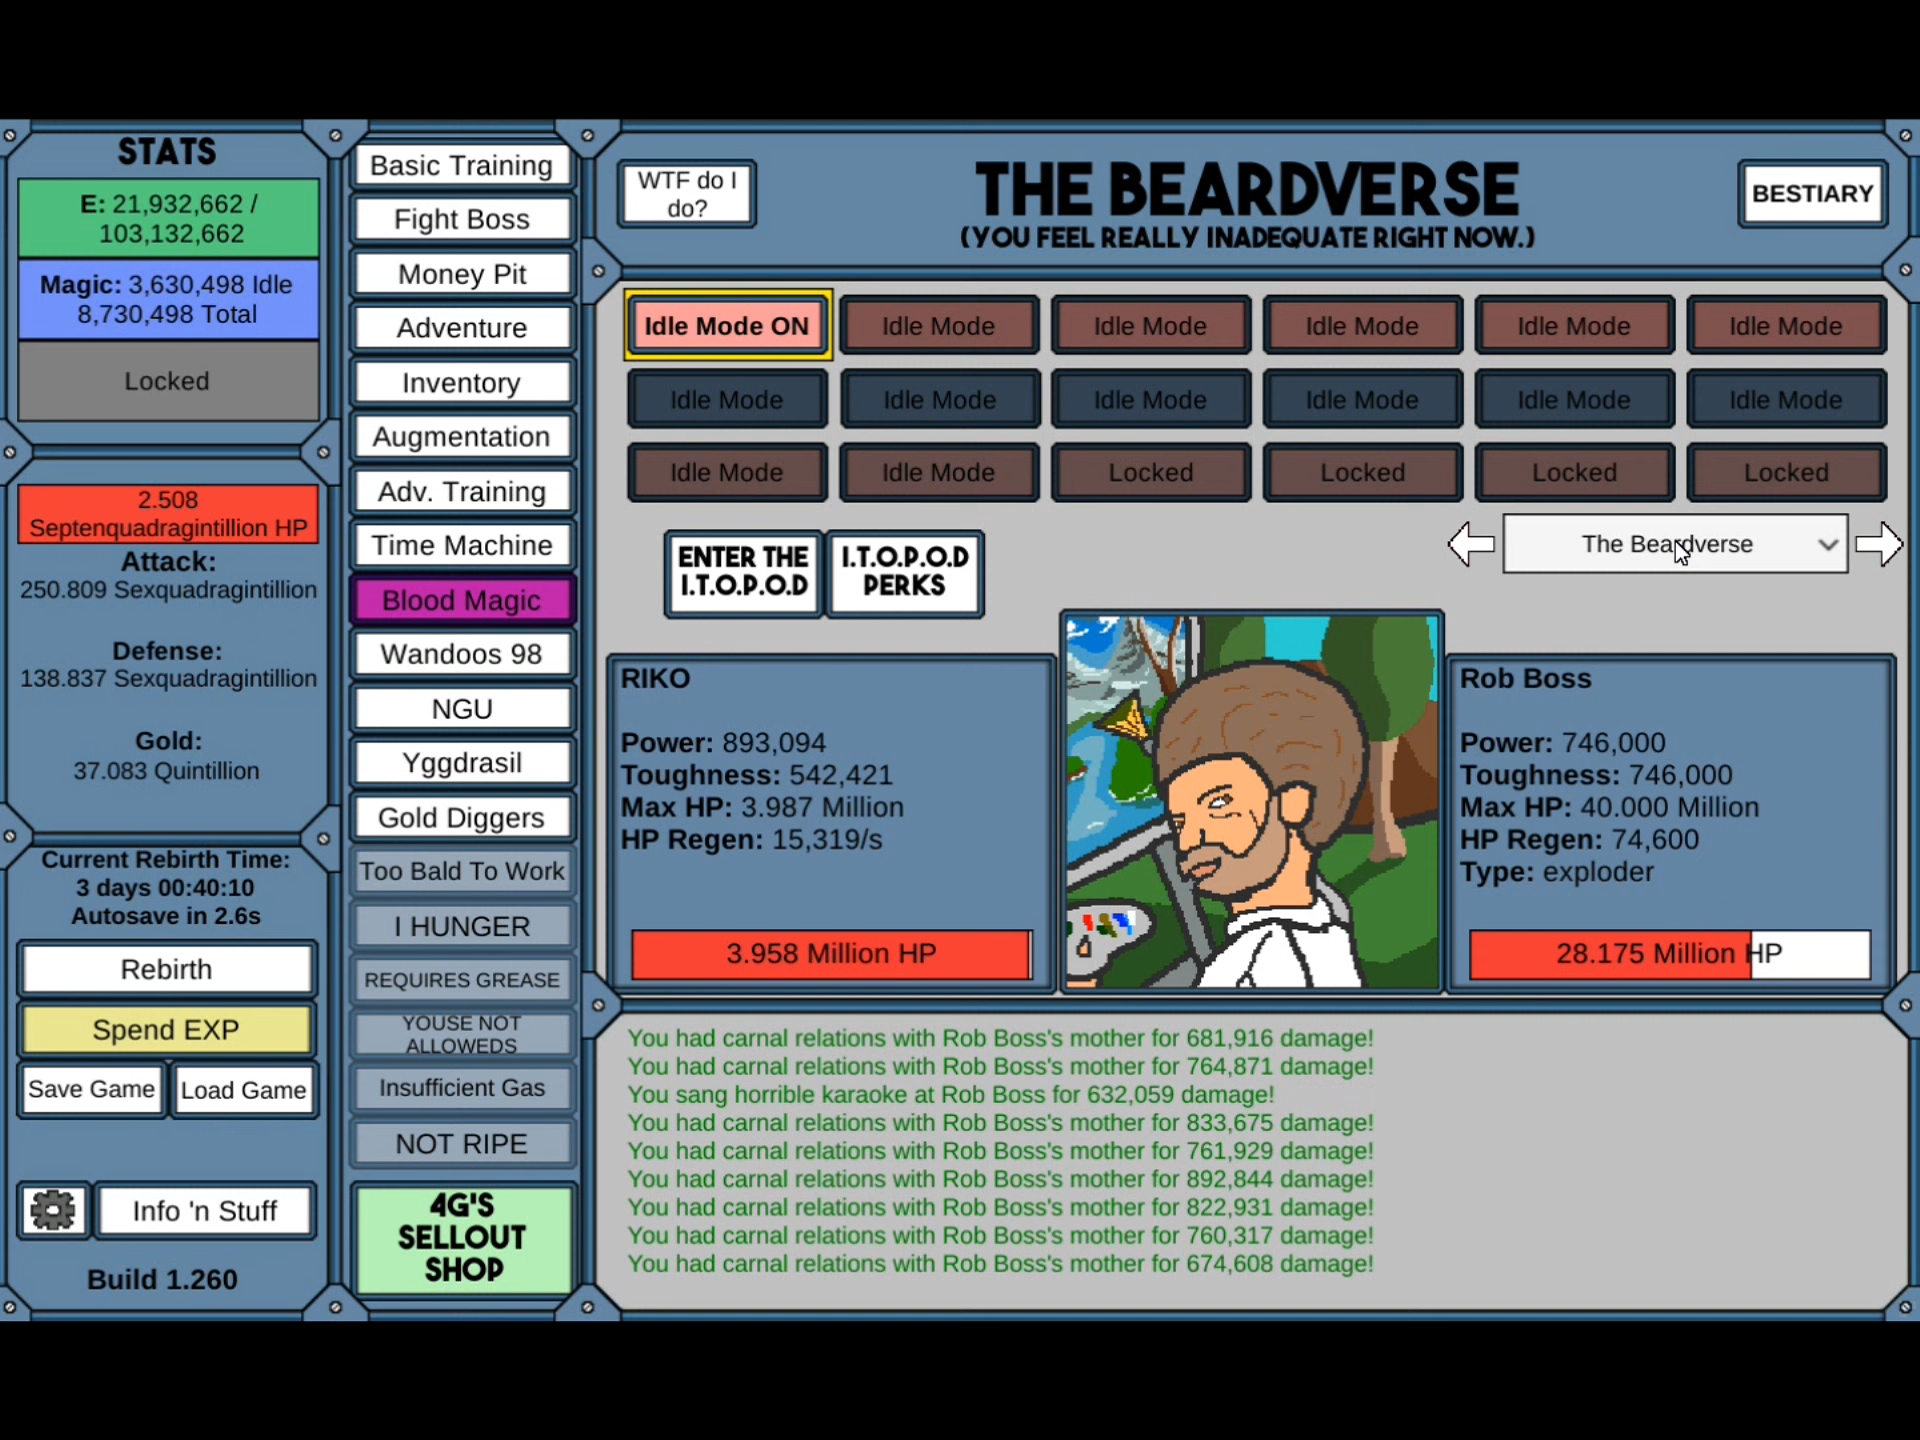 STATS
E: 21,932,662 /
103,132,662
Magic: 3,630,498 Idle
8,730,498 Total
Locked
2.508
Septenquadragintillion HP
Attack:
250.809 Sexquadragintillion
Defense:
138.837 Sexquadragintillion
Gold:
37.083 Quintillion
Current Rebirth Time:
3 days 00:40:10
Autosave in 2.6s
Rebirth
Spend EXP
Save Game
Load Game
Info 'n Stuff
Build 1.260
Basic Training
Fight Boss
Money Pit
Adventure
Inventory
Augmentation
Adv. Training
Time Machine
Blood Magic
Wandoos 98
NGU
Yggdrasil
Gold Diggers
Too Bald To Work
I HUNGER
REQUIRES GREASE
YOUSE NOT
ALLOWEDS
Insufficient Gas
NOT RIPE
4G'S
SELLOUT
SHOP
WTF do I
do?
THE BEARDVERSE
(YOU FEEL REALLY INADEQUATE RIGHT NOW.)
BESTIARY
Idle Mode ON
Idle Mode
Idle Mode
Idle Mode
Idle Mode
Idle Mode
Idle Mode
Idle Mode
Idle Mode
Idle Mode
Idle Mode
Idle Mode
Idle Mode
Idle Mode
Locked
Locked
Locked
Locked
ENTER THE
I.T.O.P.O.D
I.T.O.P.O.D
PERKS
The Beardverse
RIKO
Power: 893,094
Toughness: 542,421
Max HP: 3.987 Million
HP Regen: 15,319/s
3.958 Million HP
Rob Boss
Power: 746,000
Toughness: 746,000
Max HP: 40.000 Million
HP Regen: 74,600
Type: exploder
28.175 Million HP
You had carnal relations with Rob Boss's mother for 681,916 damage!
You had carnal relations with Rob Boss's mother for 764,871 damage!
You sang horrible karaoke at Rob Boss for 632,059 damage!
You had carnal relations with Rob Boss's mother for 833,675 damage!
You had carnal relations with Rob Boss's mother for 761,929 damage!
You had carnal relations with Rob Boss's mother for 892,844 damage!
You had carnal relations with Rob Boss's mother for 822,931 damage!
You had carnal relations with Rob Boss's mother for 760,317 damage!
You had carnal relations with Rob Boss's mother for 674,608 damage!